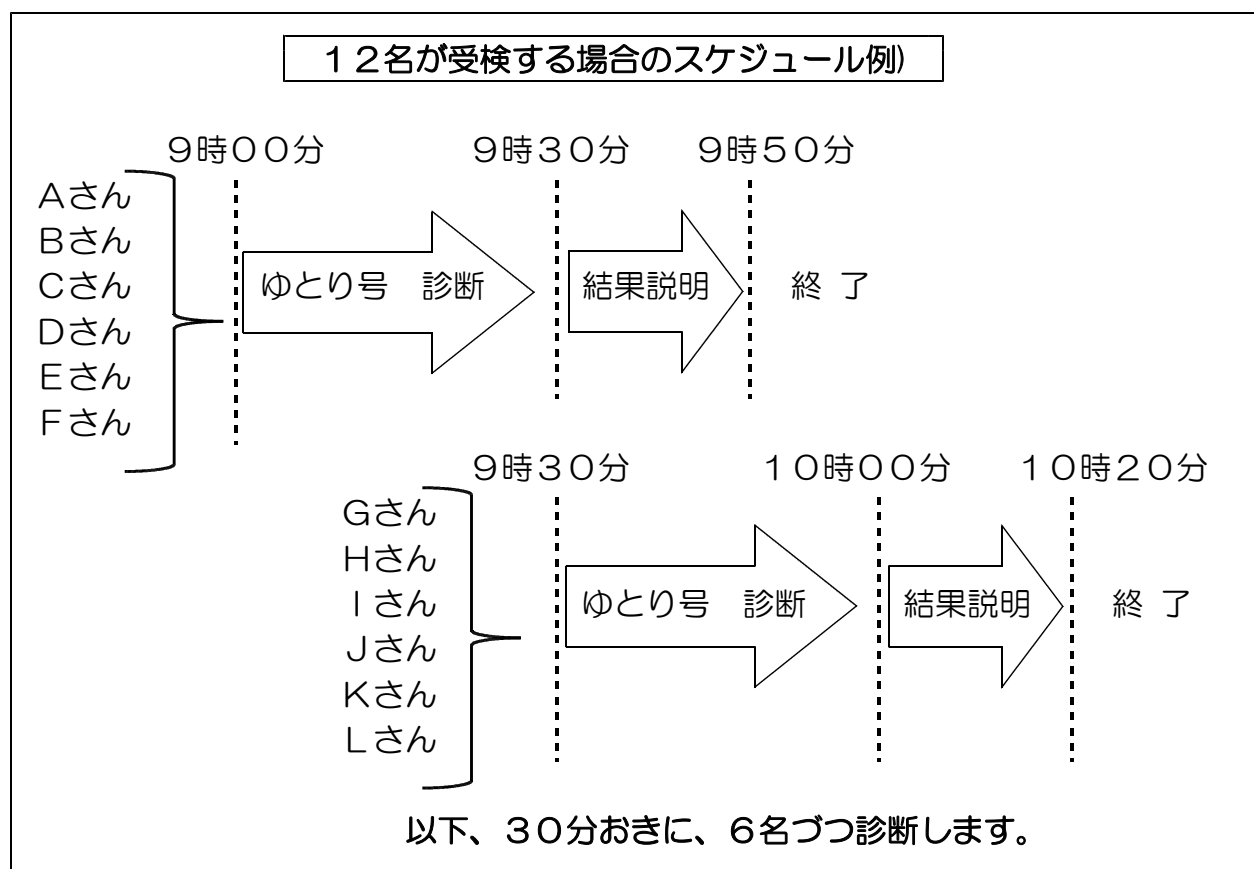 １２名が受検する場合のスケジュール例)
９時００分　９時３０分　９時５０分
Ａさん
Ｂさん
Ｃさん
Ｄさん
Ｅさん
Ｆさん
ゆとり号　診断　結果説明　終 了
９時３０分　１０時００分　１０時２０分
Ｇさん
Ｈさん
Ｉさん
Ｊさん
Ｋさん
Ｌさん
ゆとり号　診断　結果説明　終 了
以下、３０分おきに、６名づつ診断します。